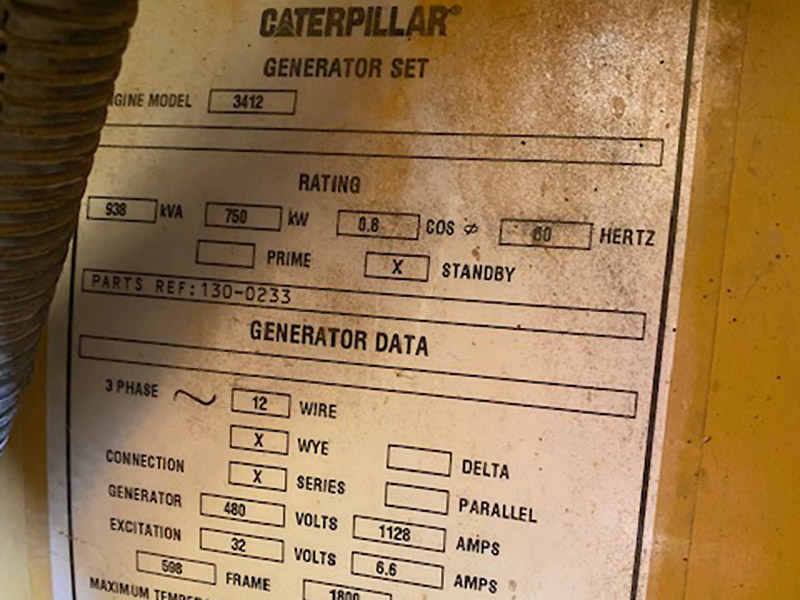 CATERPILLAR®
GENERATOR SET
NGINE MODEL 3412
RATING
938 kVA 750 kW 0.8 COS ⌀ 60 HERTZ
PRIME X STANDBY
PARTS REF:130-0233
GENERATOR DATA
3 PHASE ~ 12 WIRE
X WYE DELTA
CONNECTION X SERIES PARALLEL
GENERATOR 480 VOLTS 1128 AMPS
EXCITATION 32 VOLTS 6.6 AMPS
598 FRAME 1800
MAXIMUM